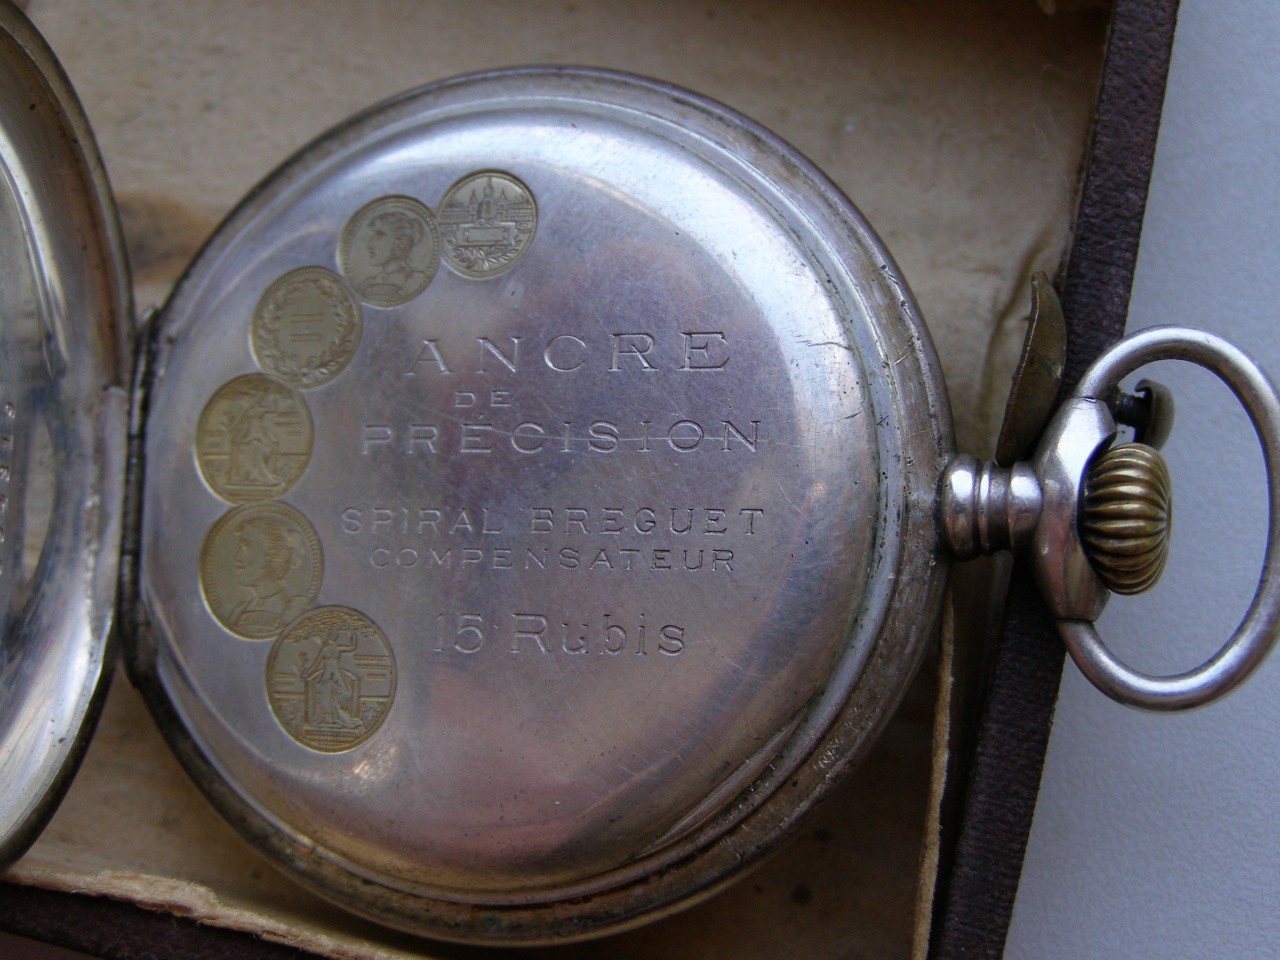 ANCRE
DE
PRÉCISION
SPIRAL BREGUET
COMPENSATEUR
15 Rubis